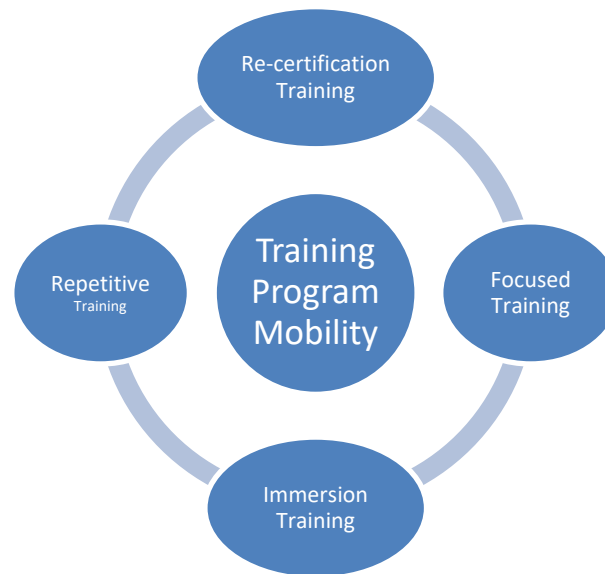 Re-certification
Training
Repetitive
Training
Training
Program
Mobility
Focused
Training
Immersion
Training